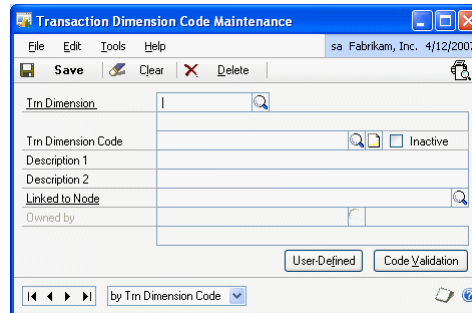 Transaction Dimension Code Maintenance
File Edit Tools Help sa Fabrikam, Inc. 4/12/2007
Save Clear Delete
Trn Dimension
Trn Dimension Code Inactive
Description 1
Description 2
Linked to Node
Owned by
User-Defined Code Validation
by Trn Dimension Code